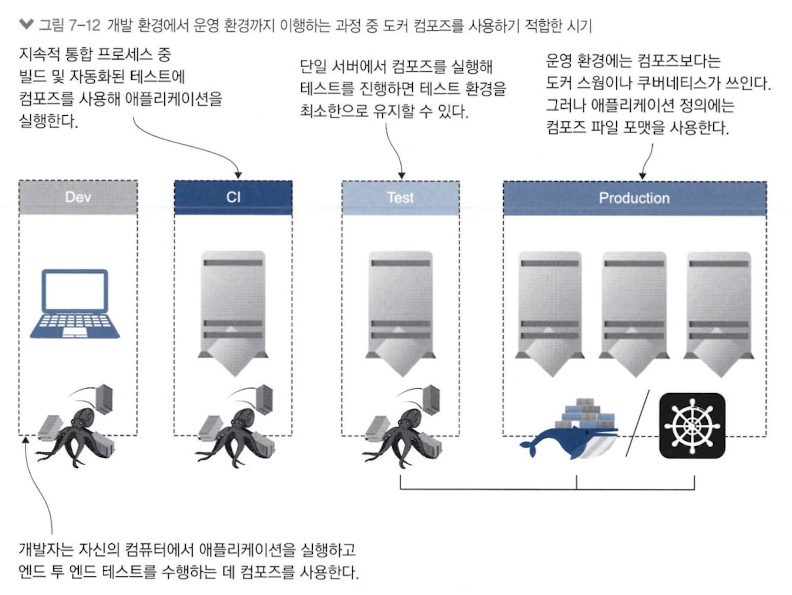 그림 7-12 개발 환경에서 운영 환경까지 이행하는 과정 중 도커 컴포즈를 사용하기 적합한 시기
지속적 통합 프로세스 중
빌드 및 자동화된 테스트에
컴포즈를 사용해 애플리케이션을
실행한다.
단일 서버에서 컴포즈를 실행해
테스트를 진행하면 테스트 환경을
최소한으로 유지할 수 있다.
운영 환경에는 컴포즈보다는
도커 스웜이나 쿠버네티스가 쓰인다.
그러나 애플리케이션 정의에는
컴포즈 파일 포맷을 사용한다.
Dev
CI
Test
Production
개발자는 자신의 컴퓨터에서 애플리케이션을 실행하고
엔드 투 엔드 테스트를 수행하는 데 컴포즈를 사용한다.